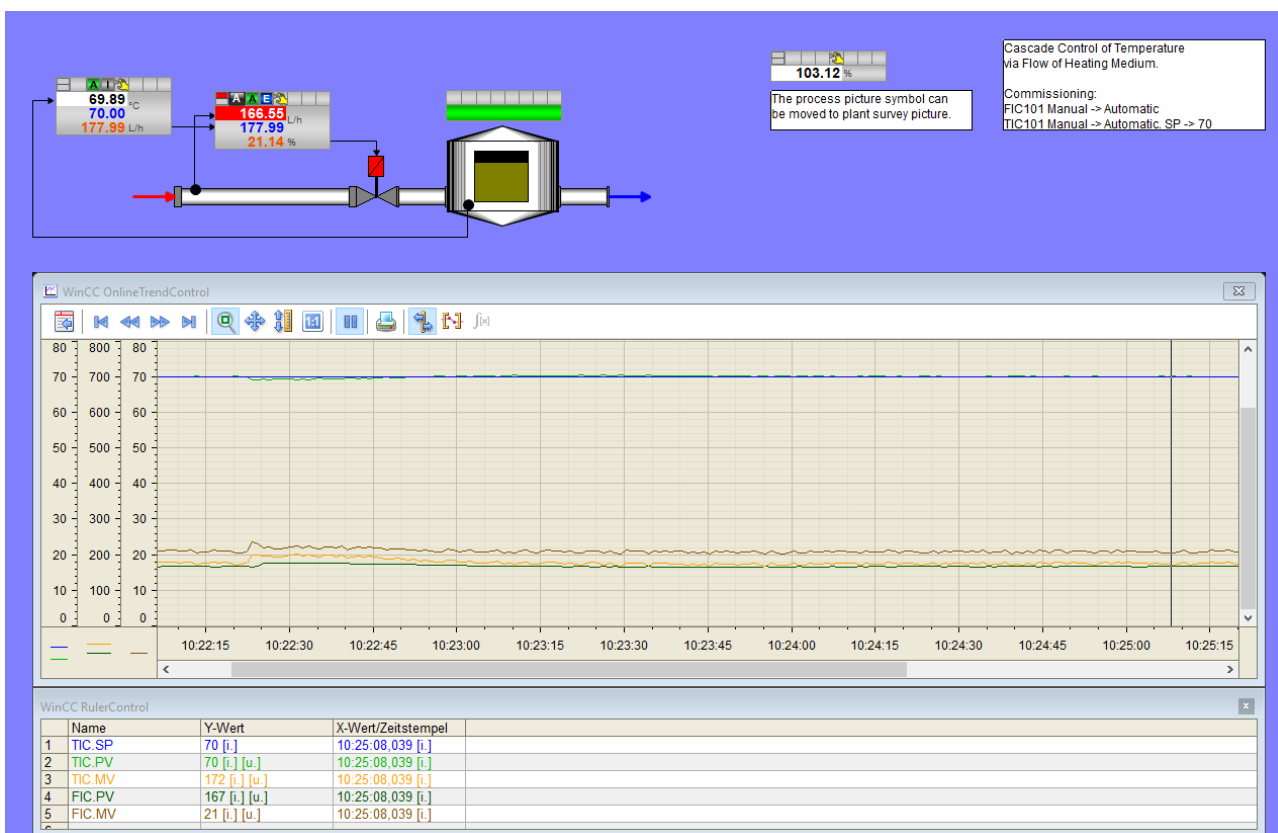 Cascade Control of Temperature
via Flow of Heating Medium.
Commissioning:
FIC101 Manual -> Automatic
TIC101 Manual -> Automatic, SP -> 70
103.12 %
The process picture symbol can
be moved to plant survey picture.
A I
69.89 °C
70.00
177.99 L/h
A A E
166.55 L/h
177.99
21.14 %
WinCC OnlineTrendControl
1:1
f(x)
80 800 80
70 700 70
60 600 60
50 500 50
40 400 40
30 300 30
20 200 20
10 100 10
0 0 0
10:22:15 10:22:30 10:22:45 10:23:00 10:23:15 10:23:30 10:23:45 10:24:00 10:24:15 10:24:30 10:24:45 10:25:00 10:25:15
WinCC RulerControl
Name Y-Wert X-Wert/Zeitstempel
1 TIC.SP 70 [i.] 10:25:08,039 [i.]
2 TIC.PV 70 [i.] [u.] 10:25:08,039 [i.]
3 TIC.MV 172 [i.] [u.] 10:25:08,039 [i.]
4 FIC.PV 167 [i.] [u.] 10:25:08,039 [i.]
5 FIC.MV 21 [i.] [u.] 10:25:08,039 [i.]